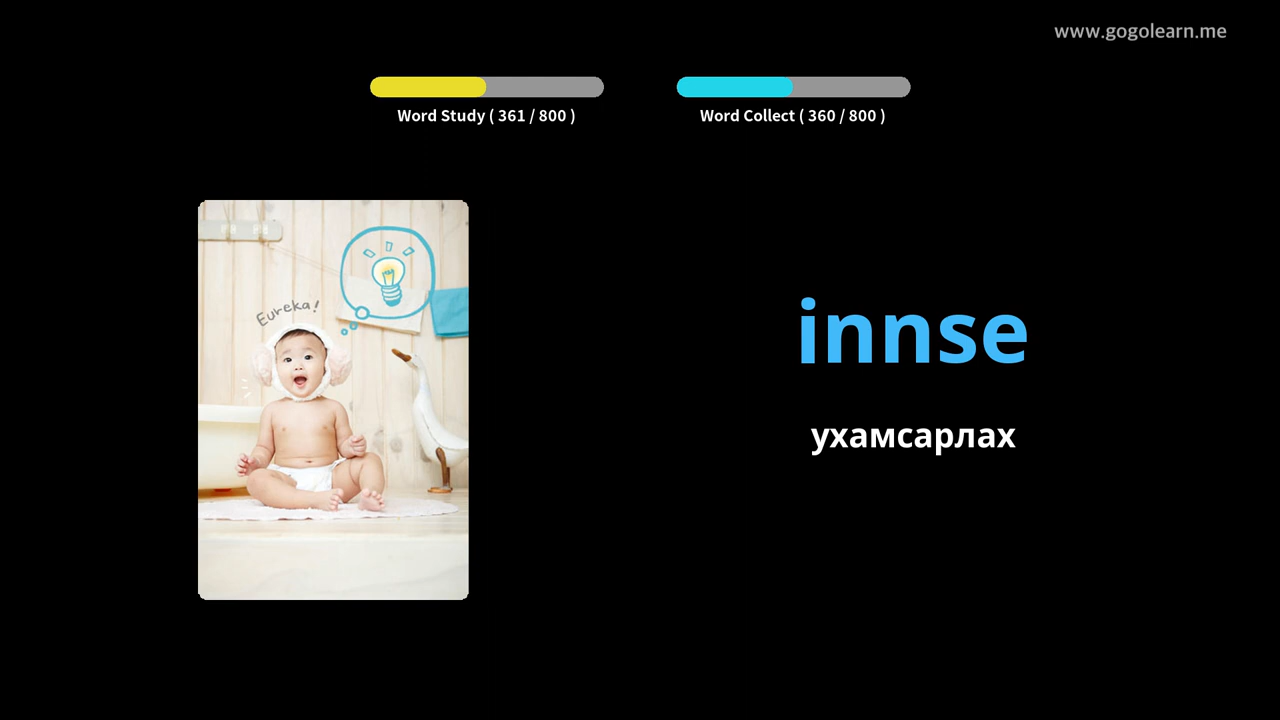 www.gogolearn.me
Word Study ( 361 / 800 )
Word Collect ( 360 / 800 )
Eureka!
innse
ухамсарлах